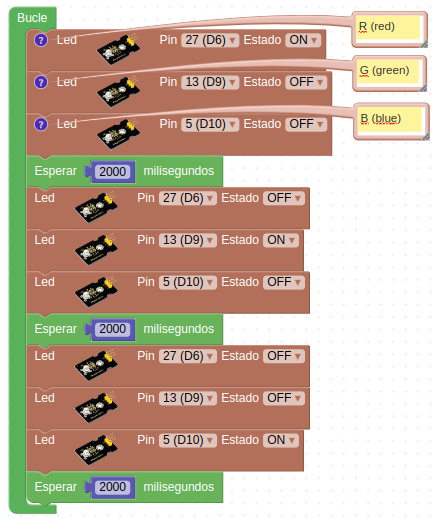 Bucle
R (red)
? Led Pin 27 (D6) Estado ON
G (green)
? Led Pin 13 (D9) Estado OFF
B (blue)
? Led Pin 5 (D10) Estado OFF
Esperar 2000 milisegundos
Led Pin 27 (D6) Estado OFF
Led Pin 13 (D9) Estado ON
Led Pin 5 (D10) Estado OFF
Esperar 2000 milisegundos
Led Pin 27 (D6) Estado OFF
Led Pin 13 (D9) Estado OFF
Led Pin 5 (D10) Estado ON
Esperar 2000 milisegundos